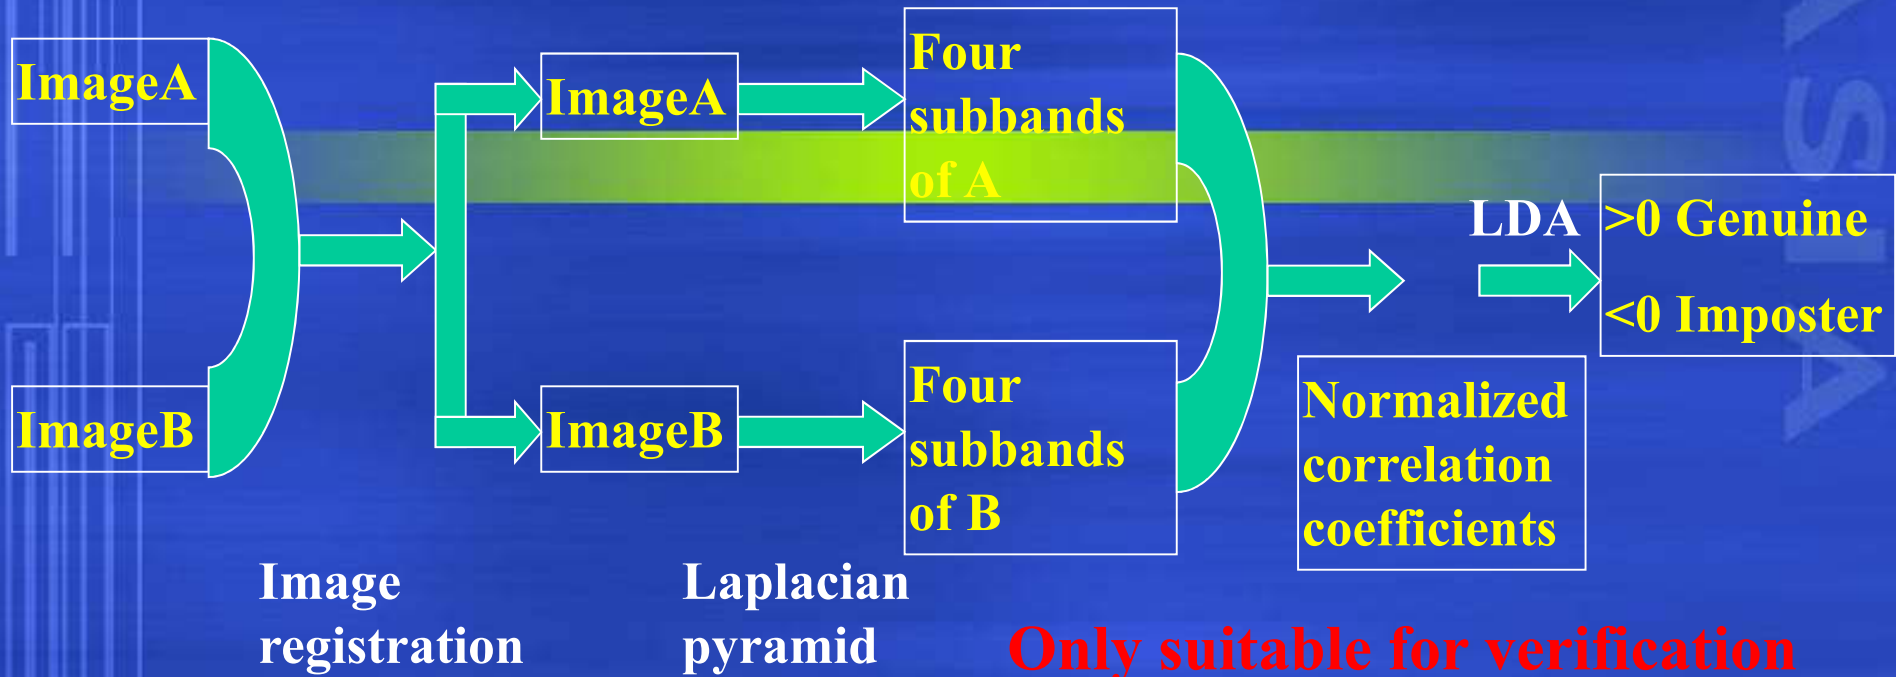 ImageA
ImageB
ImageA
ImageB
Four
subbands
of A
Four
subbands
of B
Normalized
correlation
coefficients
LDA
>0 Genuine
<0 Imposter
Image
registration
Laplacian
pyramid
Only suitable for verification